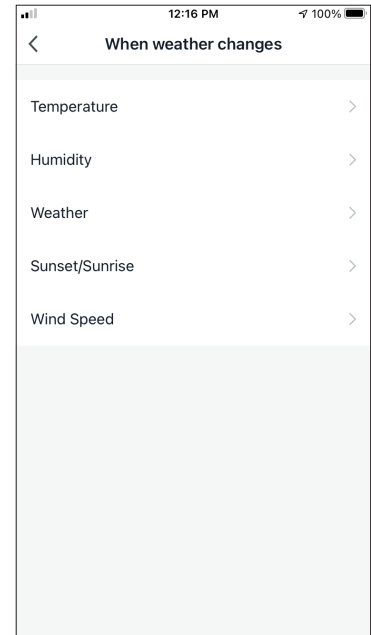 12:16 PM 100%
When weather changes
Temperature
Humidity
Weather
Sunset/Sunrise
Wind Speed